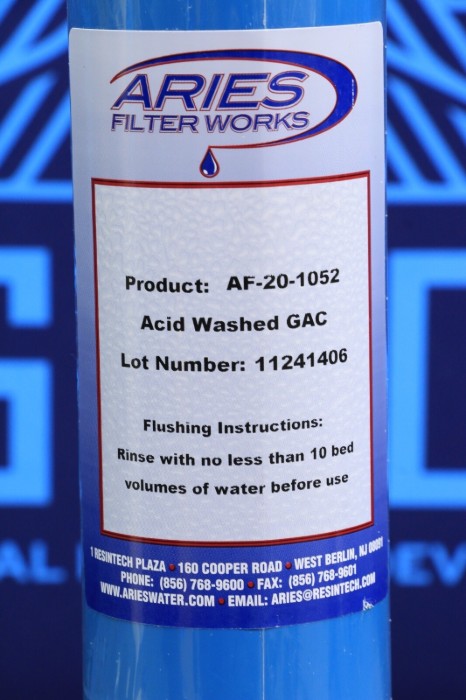 ARIES
FILTER WORKS
Product: AF-20-1052
Acid Washed GAC
Lot Number: 11241406
Flushing Instructions:
Rinse with no less than 10 bed
volumes of water before use
1 RESINTECH PLAZA • 160 COOPER ROAD • WEST BERLIN, NJ 08091
PHONE: (856) 768-9600 • FAX: (856) 768-9601
WWW.ARIESWATER.COM • EMAIL: ARIES@RESINTECH.COM